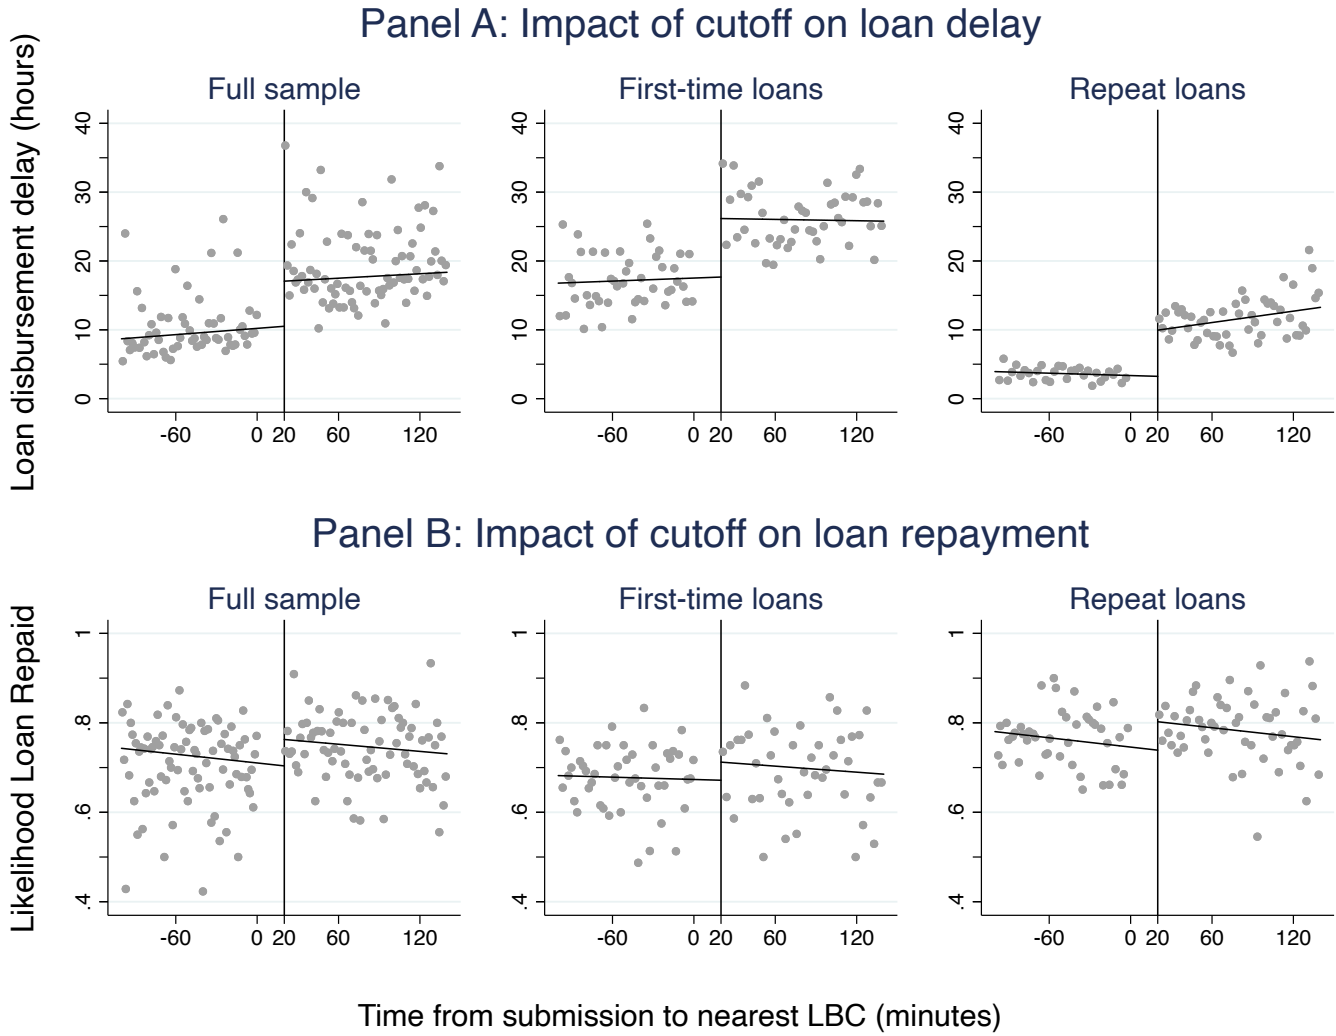 Panel A: Impact of cutoff on loan delay
Loan disbursement delay (hours)
Full sample
First-time loans
Repeat loans
40
30
20
10
0
-60 0 20 60 120
40
30
20
10
0
-60 0 20 60 120
40
30
20
10
0
-60 0 20 60 120
Panel B: Impact of cutoff on loan repayment
Likelihood Loan Repaid
Full sample
First-time loans
Repeat loans
1
.8
.6
.4
-60 0 20 60 120
1
.8
.6
.4
-60 0 20 60 120
1
.8
.6
.4
-60 0 20 60 120
Time from submission to nearest LBC (minutes)